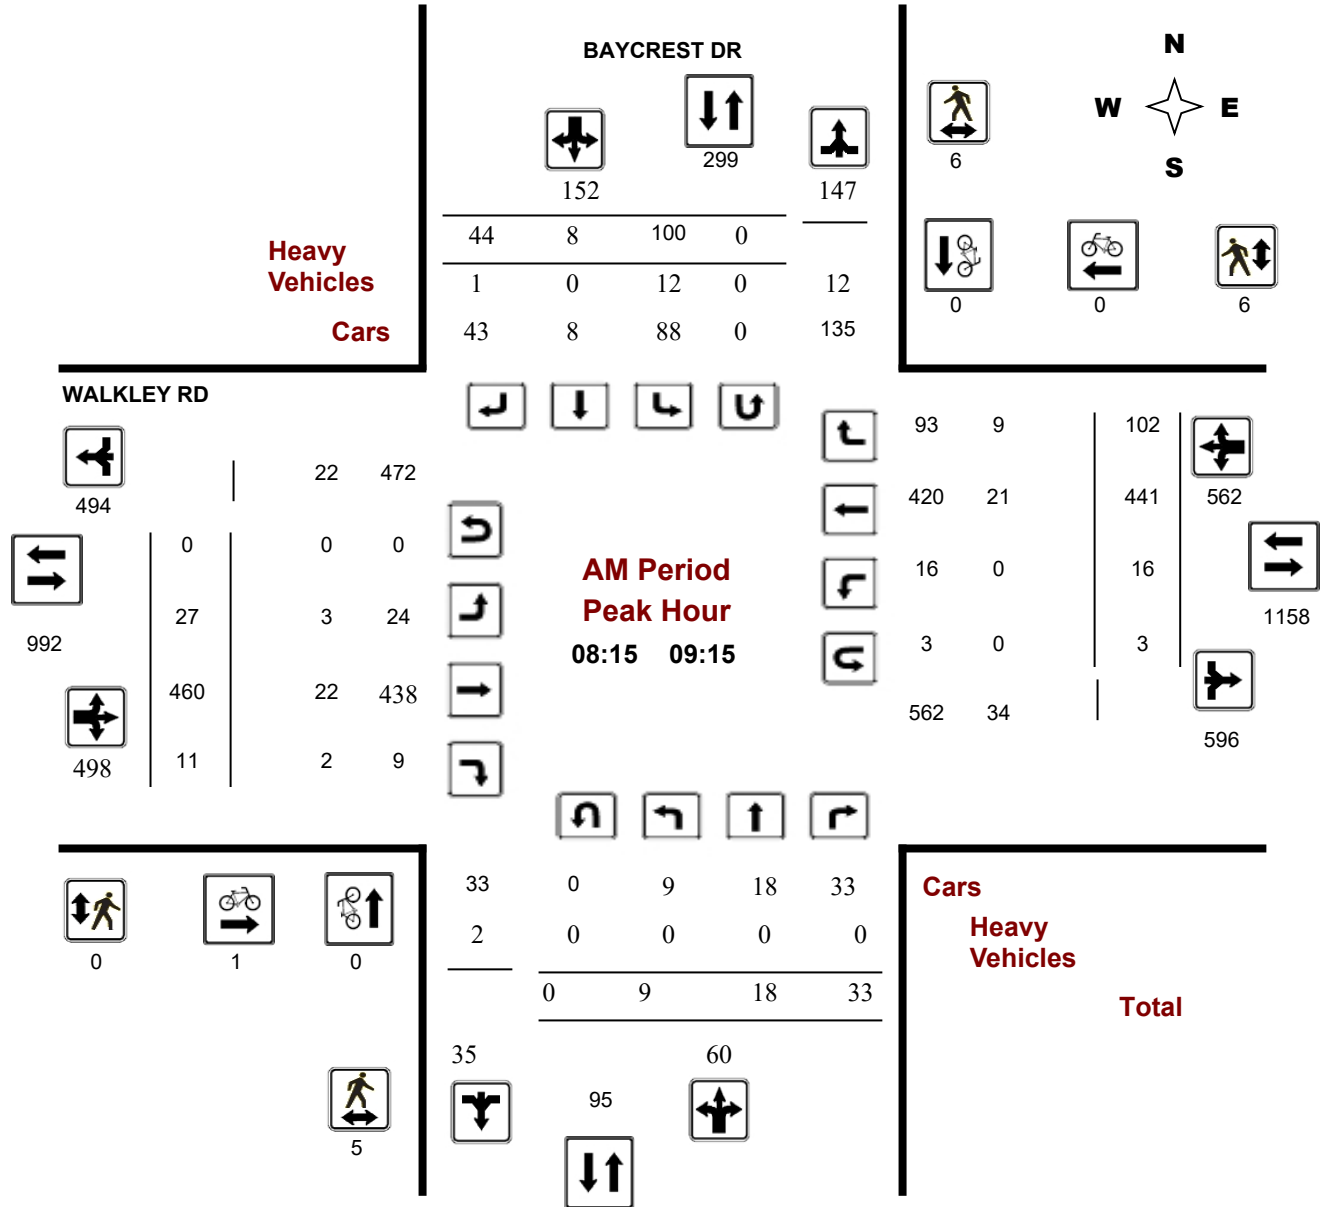 BAYCREST DR
N
W E
S
299
6
152
147
44 8 100 0
Heavy
Vehicles
1 0 12 0 12
0 0 6
Cars
43 8 88 0 135
WALKLEY RD
93 9 102
22 472
494
420 21 441 562
0 0 0
AM Period
16 0 16
Peak Hour
27 3 24
1158
992
08:15 09:15
3 0 3
460 22 438
562 34
596
498
11 2 9
33 0 9 18 33
Cars
2 0 0 0 0
Heavy
Vehicles
0 1 0
0 9 18 33
Total
35 60
95
5